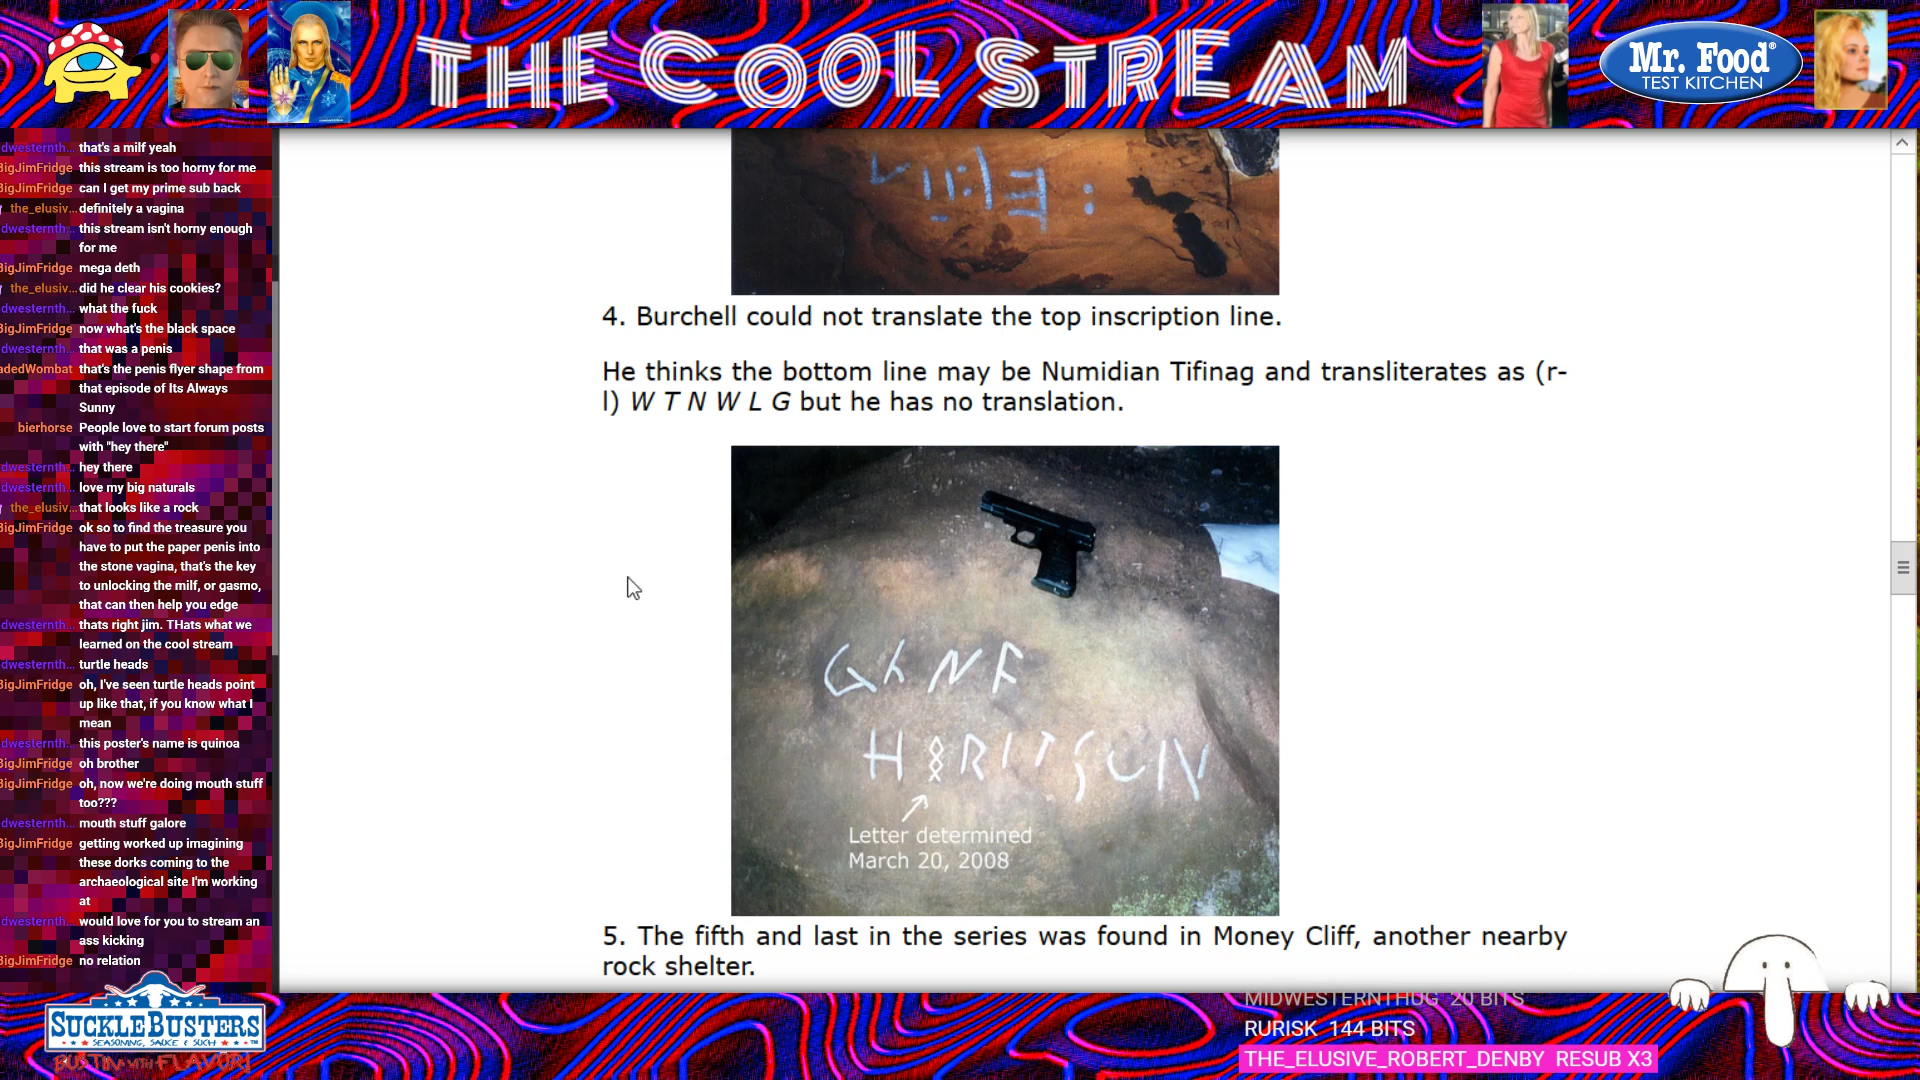 THE COOL STREAM
Mr. Food®
TEST KITCHEN
dwesternth... that's a milf yeah
BigJimFridge this stream is too horny for me
BigJimFridge can I get my prime sub back
the_elusiv... definitely a vagina
dwesternth... this stream isn't horny enough
for me
BigJimFridge mega deth
the_elusiv... did he clear his cookies?
dwesternth... what the fuck
BigJimFridge now what's the black space
dwesternth... that was a penis
adedWombat that's the penis flyer shape from
that episode of Its Always
Sunny
bierhorse People love to start forum posts
with "hey there"
dwesternth... hey there
dwesternth... love my big naturals
the_elusiv... that looks like a rock
BigJimFridge ok so to find the treasure you
have to put the paper penis into
the stone vagina, that's the key
to unlocking the milf, or gasmo,
that can then help you edge
dwesternth... thats right jim. THats what we
learned on the cool stream
dwesternth... turtle heads
BigJimFridge oh, I've seen turtle heads point
up like that, if you know what I
mean
dwesternth... this poster's name is quinoa
BigJimFridge oh brother
BigJimFridge oh, now we're doing mouth stuff
too???
dwesternth... mouth stuff galore
BigJimFridge getting worked up imagining
these dorks coming to the
archaeological site I'm working
at
dwesternth... would love for you to stream an
ass kicking
BigJimFridge no relation
4. Burchell could not translate the top inscription line.
He thinks the bottom line may be Numidian Tifinag and transliterates as (r-
l) W T N W L G but he has no translation.
Letter determined
March 20, 2008
5. The fifth and last in the series was found in Money Cliff, another nearby
rock shelter.
SUCKLEBUSTERS
SEASONING, SAUCE & SUCH
BUSTIN WITH FLAVOR!
MIDWESTERNTHUG 20 BITS
RURISK 144 BITS
THE_ELUSIVE_ROBERT_DENBY RESUB X3